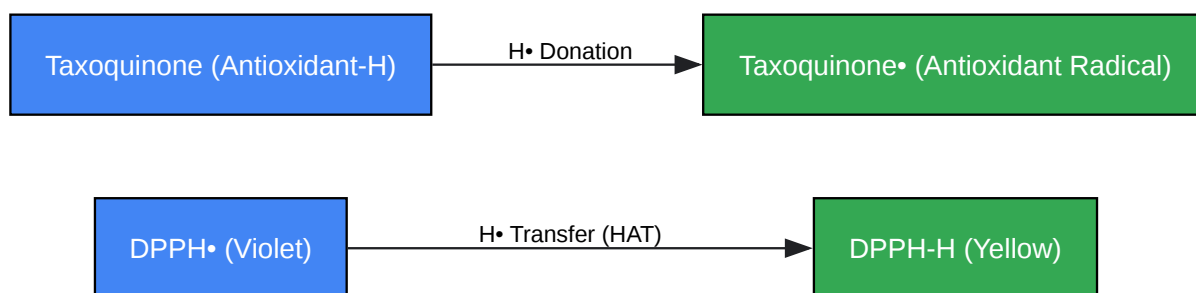 Taxoquinone (Antioxidant-H)
H• Donation
Taxoquinone• (Antioxidant Radical)
DPPH• (Violet)
H• Transfer (HAT)
DPPH-H (Yellow)